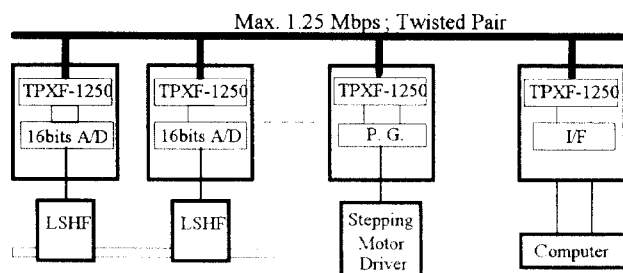 Max. 1.25 Mbps ; Twisted Pair
TPXF-1250 TPXF-1250 TPXF-1250 TPXF-1250
16bits A/D 16bits A/D P. G. I/F
LSHF LSHF Stepping
Motor
Driver
Computer